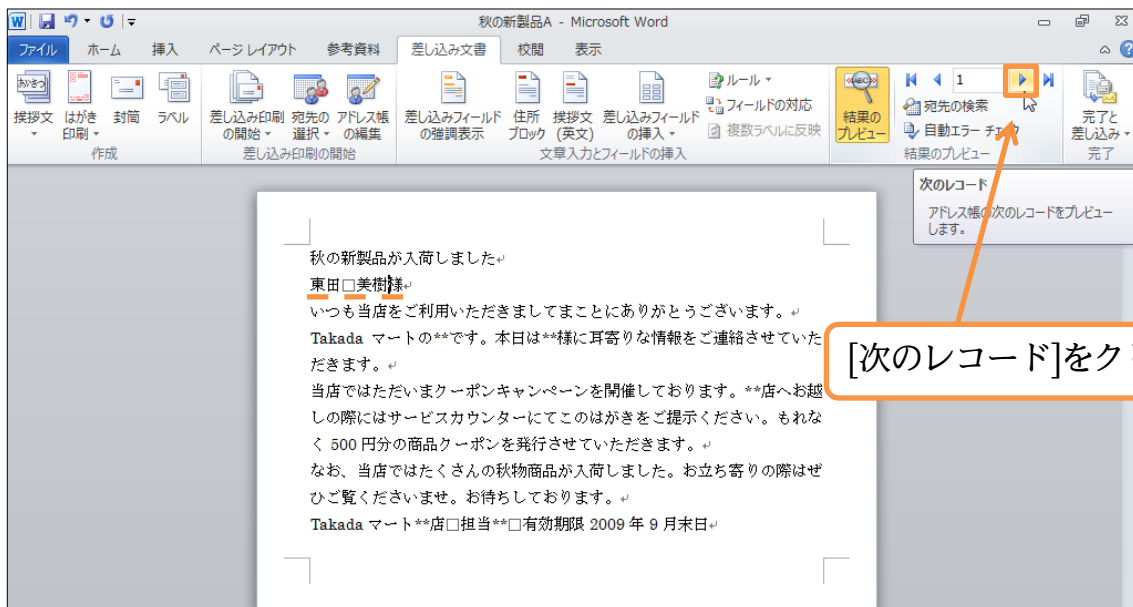 秋の新製品A - Microsoft Word
ファイル ホーム 挿入 ページ レイアウト 参考資料 差し込み文書 校閲 表示
挨拶文
はがき
印刷
封筒
ラベル
作成
差し込み印刷
の開始
宛先の
選択
アドレス帳
の編集
差し込み印刷の開始
差し込みフィールド
の強調表示
住所
ブロック
挨拶文
(英文)
差し込みフィールド
の挿入
ルール
フィールドの対応
複数ラベルに反映
文章入力とフィールドの挿入
<ABC>
結果の
プレビュー
1
宛先の検索
自動エラー チェック
結果のプレビュー
完了と
差し込み
完了
次のレコード
アドレス帳の次のレコードをプレビュー
します。
秋の新製品が入荷しました↵
東田□美樹様↵
いつも当店をご利用いただきましてまことにありがとうございます。↵
Takada マートの**です。本日は**様に耳寄りな情報をご連絡させていた
だきます。↵
当店ではただいまクーポンキャンペーンを開催しております。**店へお越
しの際にはサービスカウンターにてこのはがきをご提示ください。もれな
く 500 円分の商品クーポンを発行させていただきます。↵
なお、当店ではたくさんの秋物商品が入荷しました。お立ち寄りの際はぜ
ひご覧くださいませ。お待ちしております。↵
Takada マート**店□担当**□有効期限 2009 年 9 月末日↵
[次のレコード]をク